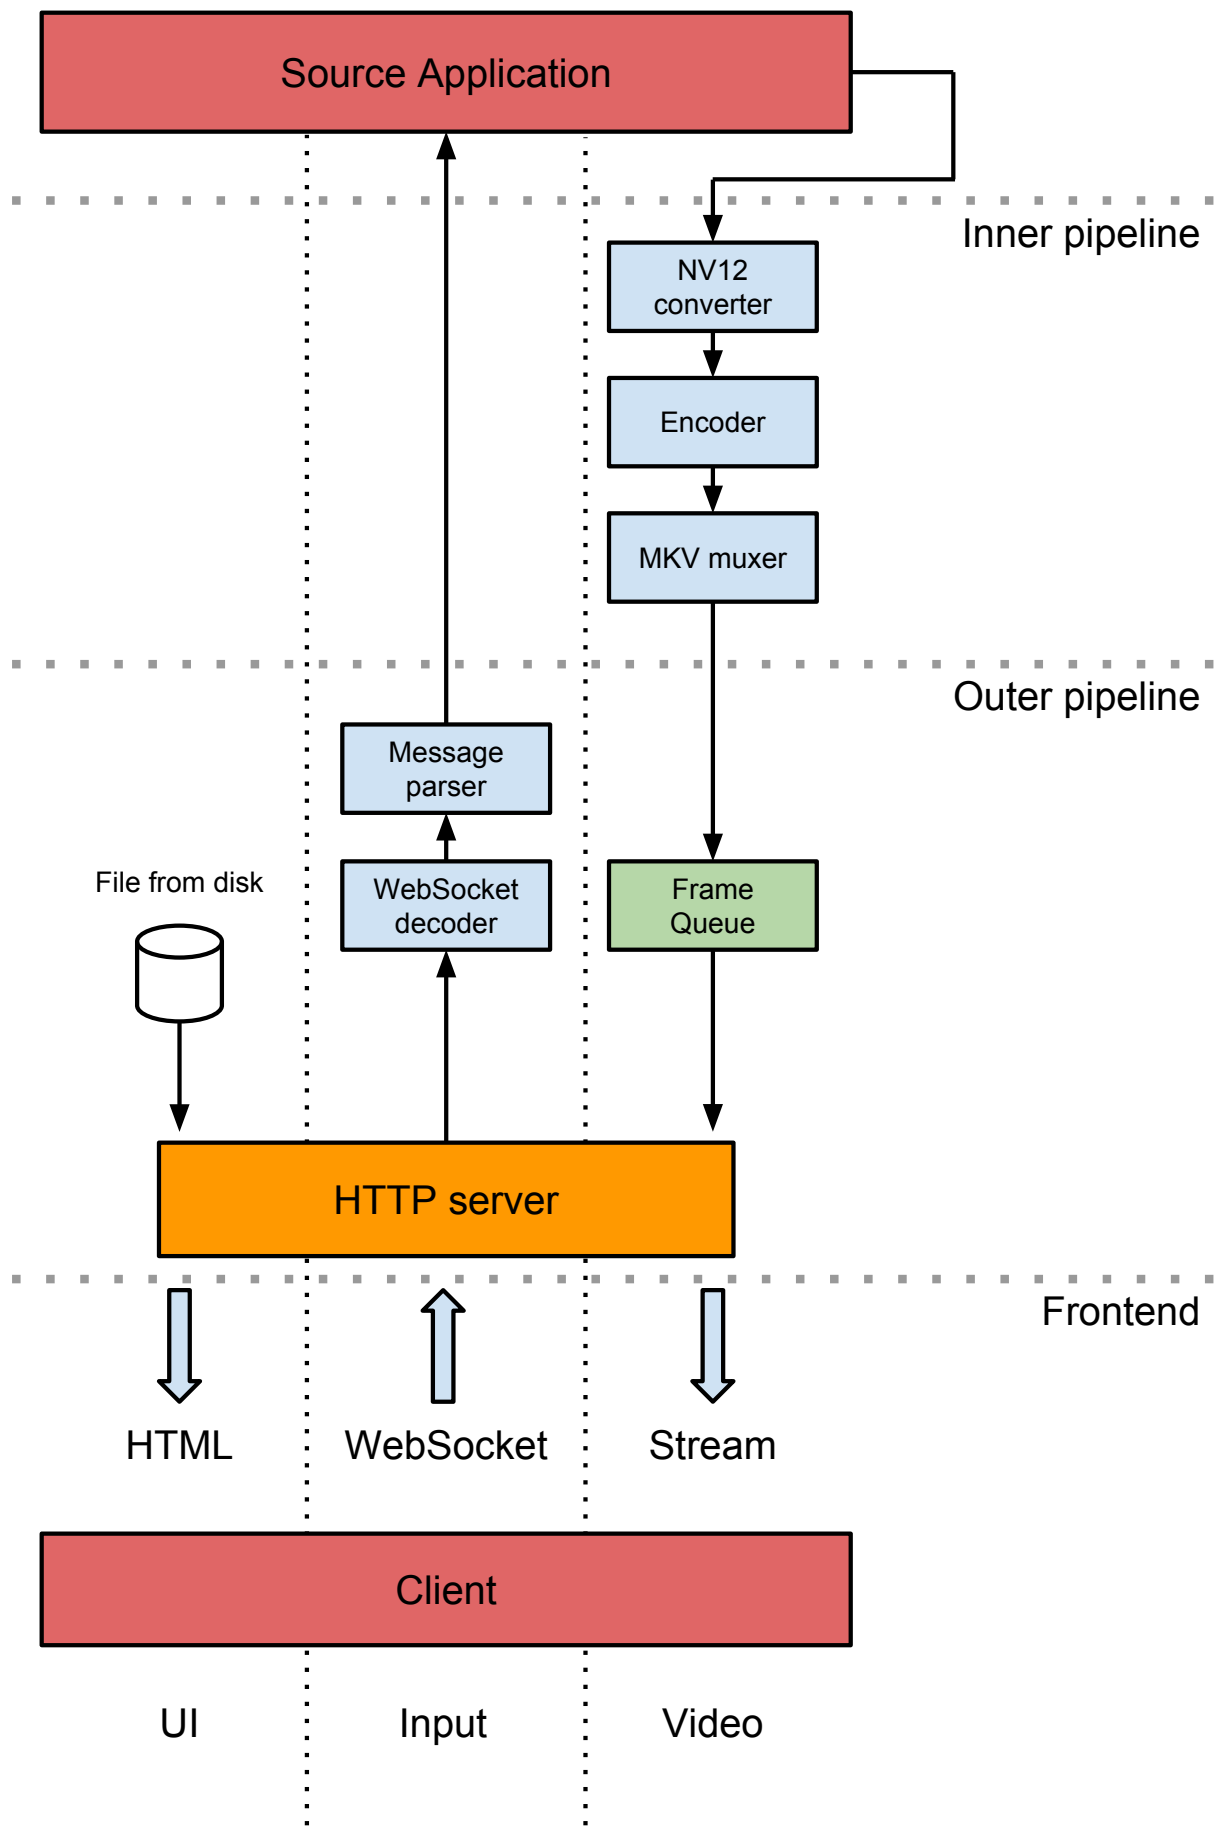 Source Application
Inner pipeline
NV12
converter
Encoder
MKV muxer
Outer pipeline
Message
parser
File from disk
WebSocket
decoder
Frame
Queue
HTTP server
Frontend
HTML
WebSocket
Stream
Client
UI
Input
Video